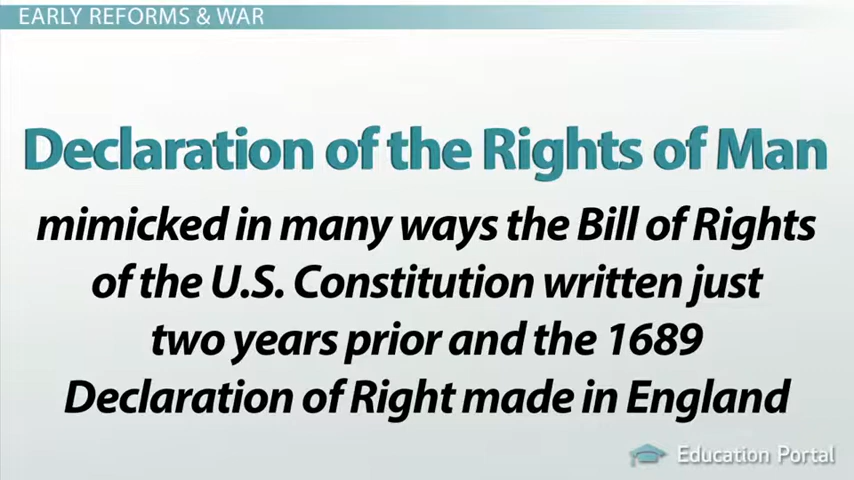 EARLY REFORMS & WAR
Declaration of the Rights of Man
mimicked in many ways the Bill of Rights
of the U.S. Constitution written just
two years prior and the 1689
Declaration of Right made in England
Education Portal